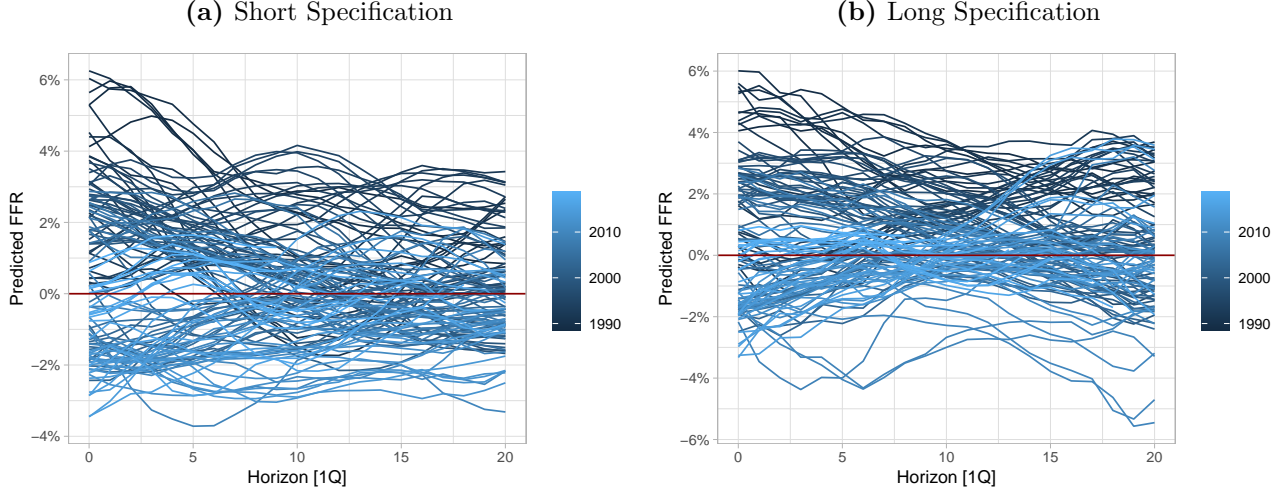 (a) Short Specification
6%
4%
2%
0%
−2%
−4%
0 5 10 15 20
Horizon [1Q]
Predicted FFR
2010
2000
1990
(b) Long Specification
6%
4%
2%
0%
−2%
−4%
−6%
0 5 10 15 20
Horizon [1Q]
Predicted FFR
2010
2000
1990